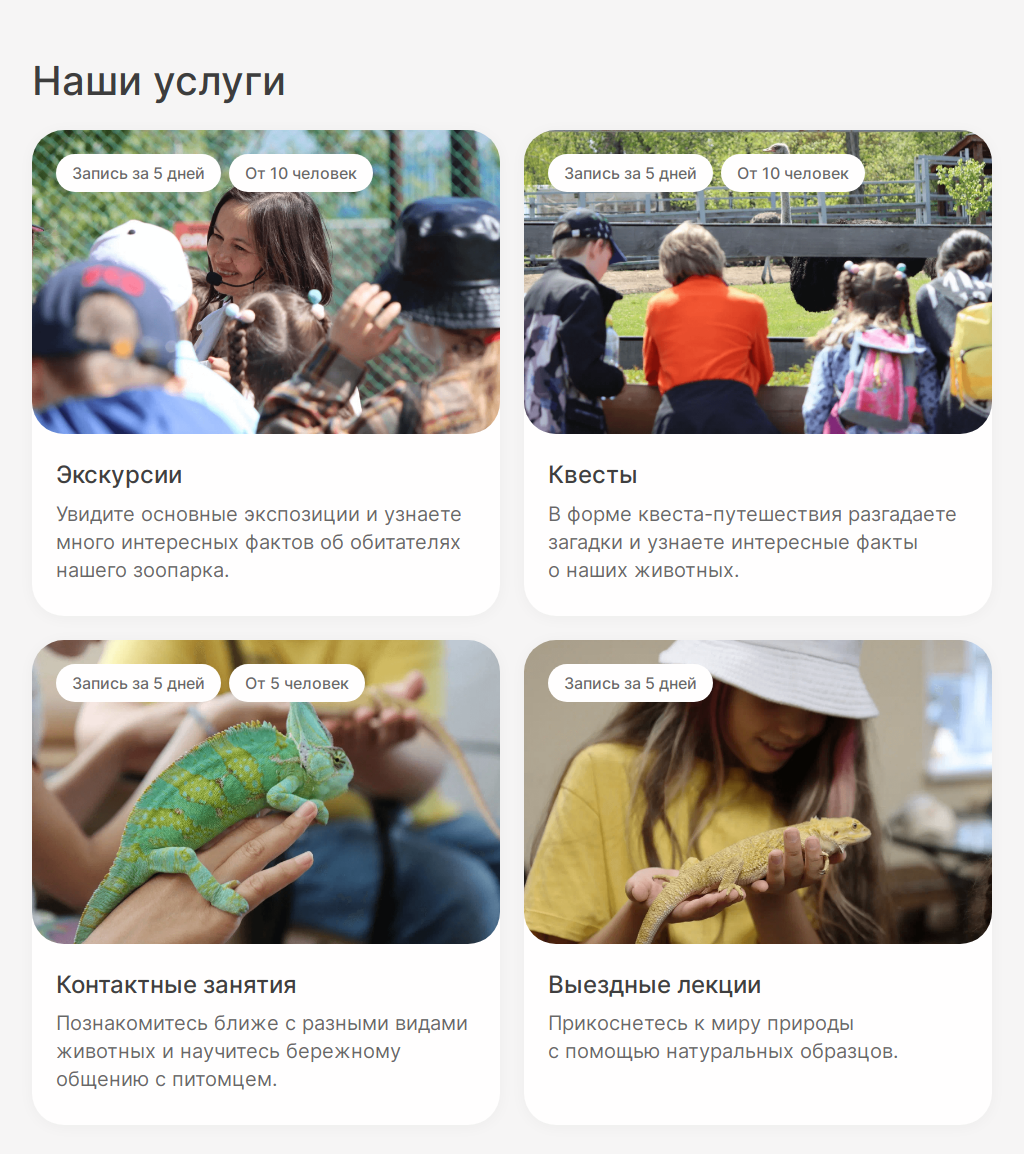 Наши услуги
Запись за 5 дней
От 10 человек
Запись за 5 дней
От 10 человек
Экскурсии
Увидите основные экспозиции и узнаете
много интересных фактов об обитателях
нашего зоопарка.
Квесты
В форме квеста-путешествия разгадаете
загадки и узнаете интересные факты
о наших животных.
Запись за 5 дней
От 5 человек
Запись за 5 дней
Контактные занятия
Познакомитесь ближе с разными видами
животных и научитесь бережному
общению с питомцем.
Выездные лекции
Прикоснетесь к миру природы
с помощью натуральных образцов.